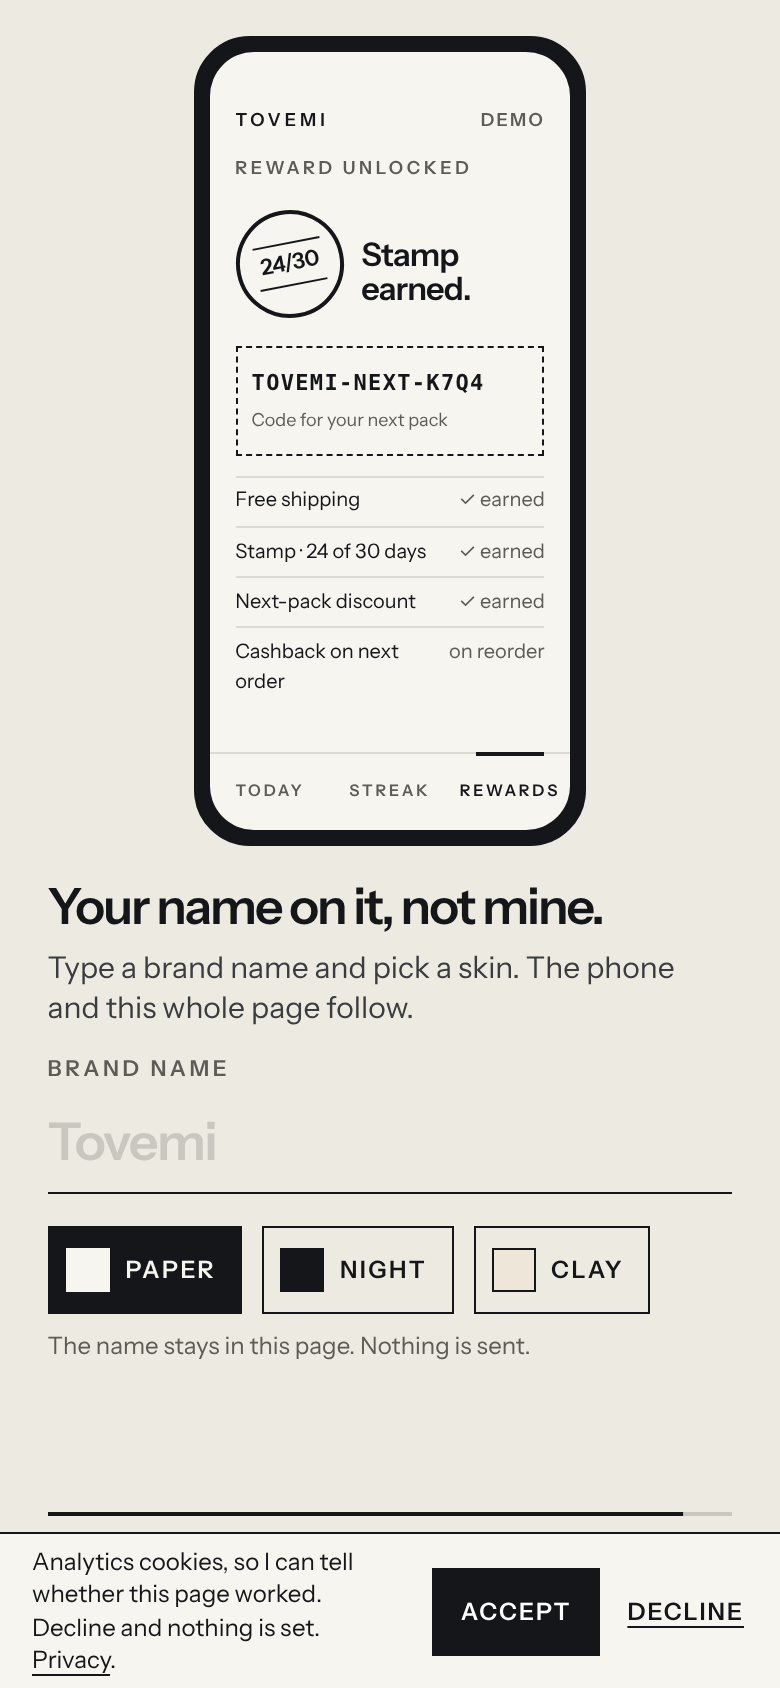 TOVEMI DEMO
REWARD UNLOCKED
24/30
Stamp
earned.
TOVEMI-NEXT-K7Q4
Code for your next pack
Free shipping ✓ earned
Stamp · 24 of 30 days ✓ earned
Next-pack discount ✓ earned
Cashback on next on reorder
order
TODAY STREAK REWARDS
Your name on it, not mine.
Type a brand name and pick a skin. The phone
and this whole page follow.
BRAND NAME
Tovemi
PAPER NIGHT CLAY
The name stays in this page. Nothing is sent.
Analytics cookies, so I can tell
whether this page worked.
Decline and nothing is set.
Privacy.
ACCEPT DECLINE